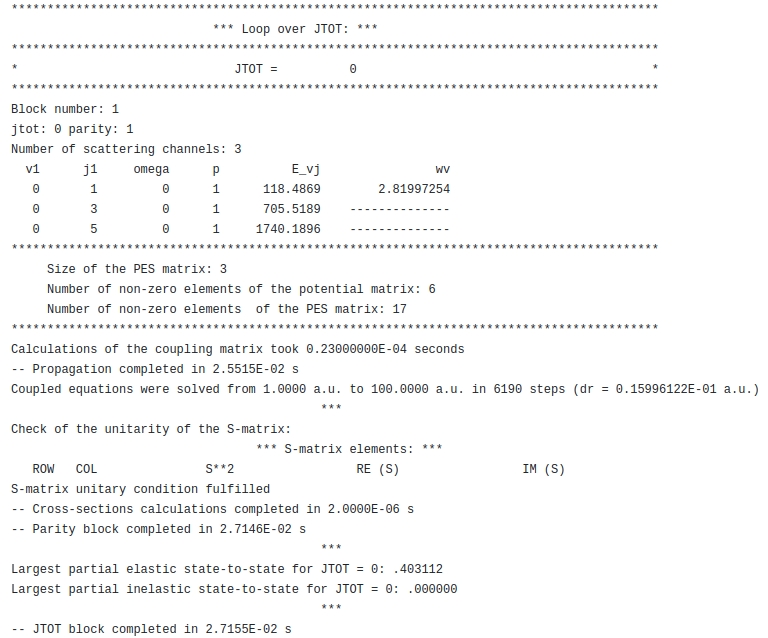 ******************************************************************************************
*** Loop over JTOT: ***
******************************************************************************************
* JTOT = 0 *
******************************************************************************************
Block number: 1
jtot: 0 parity: 1
Number of scattering channels: 3
v1 j1 omega p E_vj wv
0 1 0 1 118.4869 2.81997254
0 3 0 1 705.5189 --------------
0 5 0 1 1740.1896 --------------
******************************************************************************************
Size of the PES matrix: 3
Number of non-zero elements of the potential matrix: 6
Number of non-zero elements  of the PES matrix: 17
******************************************************************************************
Calculations of the coupling matrix took 0.23000000E-04 seconds
-- Propagation completed in 2.5515E-02 s
Coupled equations were solved from 1.0000 a.u. to 100.0000 a.u. in 6190 steps (dr = 0.15996122E-01 a.u.)
***
Check of the unitarity of the S-matrix:
*** S-matrix elements: ***
ROW COL S**2 RE (S) IM (S)
S-matrix unitary condition fulfilled
-- Cross-sections calculations completed in 2.0000E-06 s
-- Parity block completed in 2.7146E-02 s
***
Largest partial elastic state-to-state for JTOT = 0: .403112
Largest partial inelastic state-to-state for JTOT = 0: .000000
***
-- JTOT block completed in 2.7155E-02 s